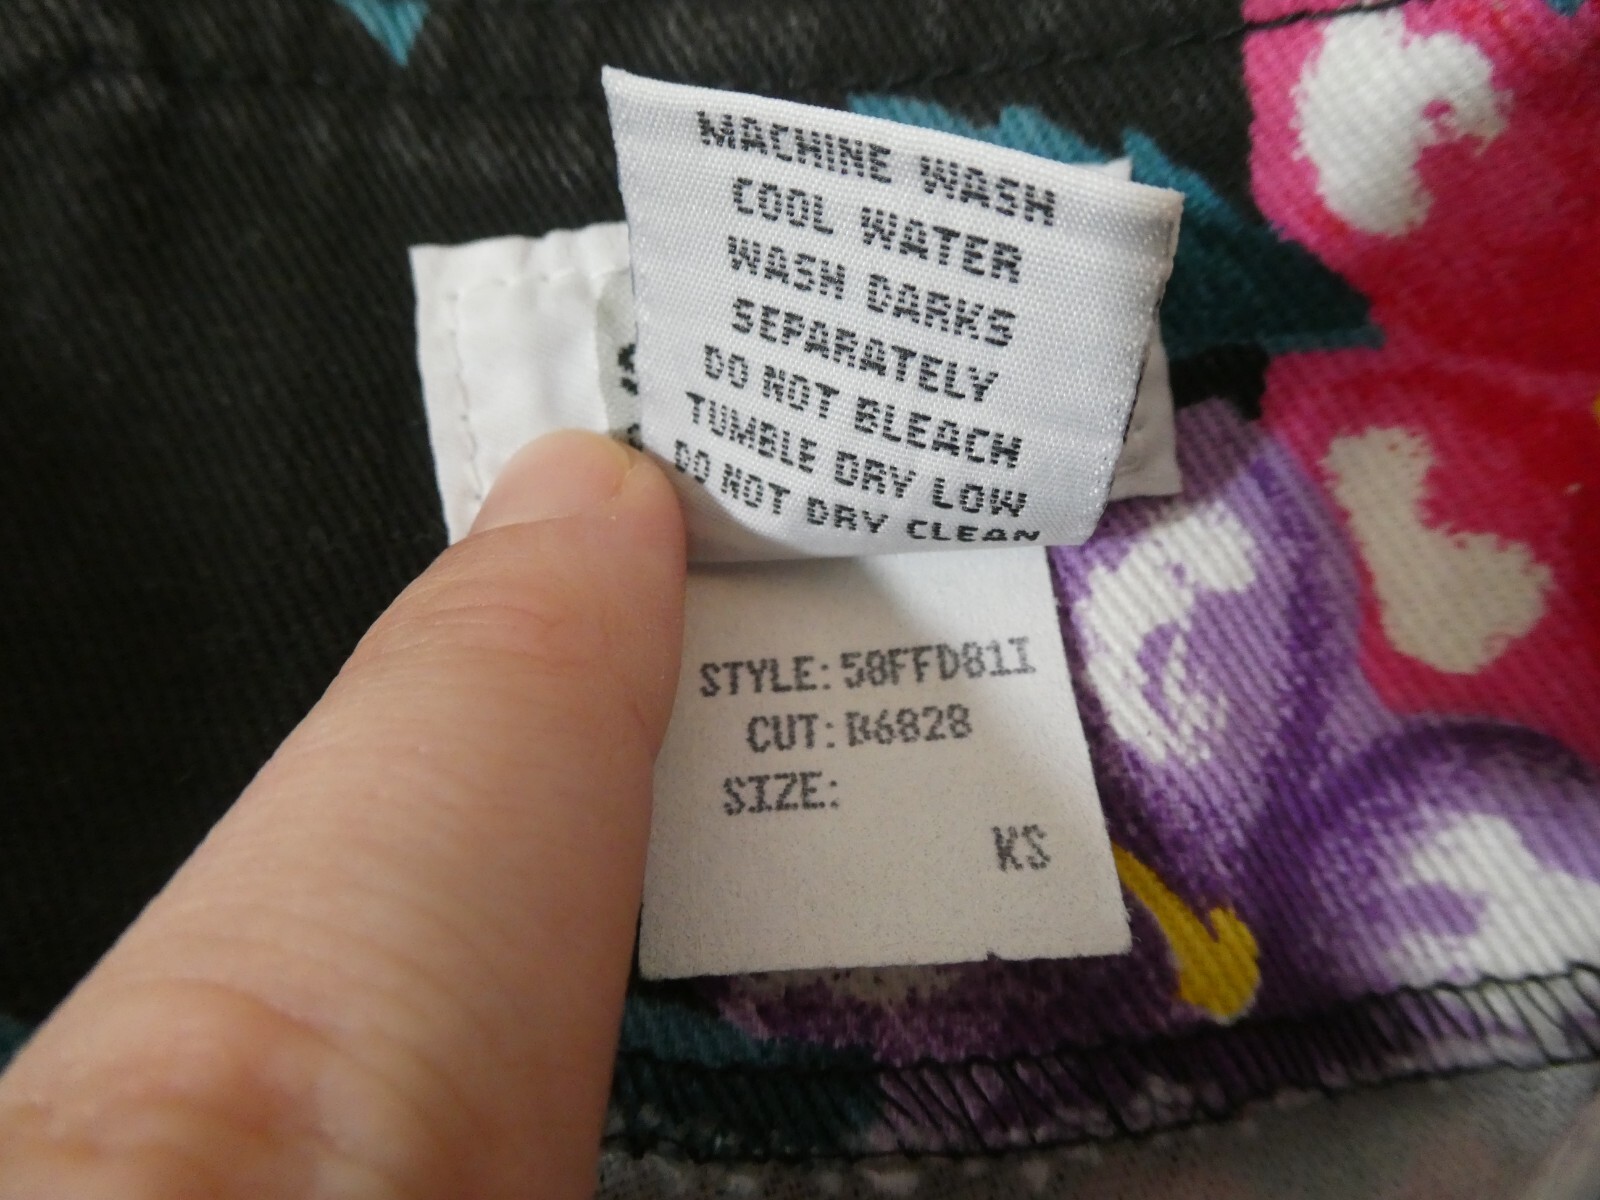 MACHINE WASH
COOL WATER
WASH DARKS
SEPARATELY
DO NOT BLEACH
TUMBLE DRY LOW
DO NOT DRY CLEAN
STYLE: 58FFD81I
CUT: B6828
SIZE:
KS